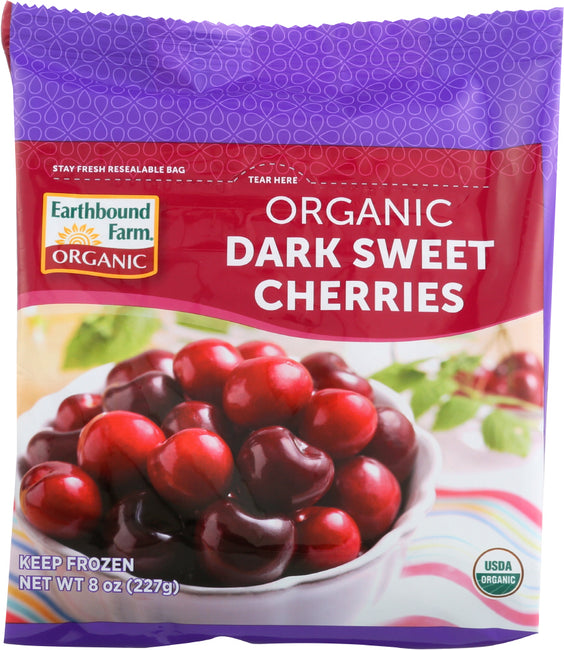 STAY FRESH RESEALABLE BAG
TEAR HERE
Earthbound
Farm.
ORGANIC
ORGANIC
DARK SWEET
CHERRIES
KEEP FROZEN
NET WT 8 oz (227g)
USDA
ORGANIC